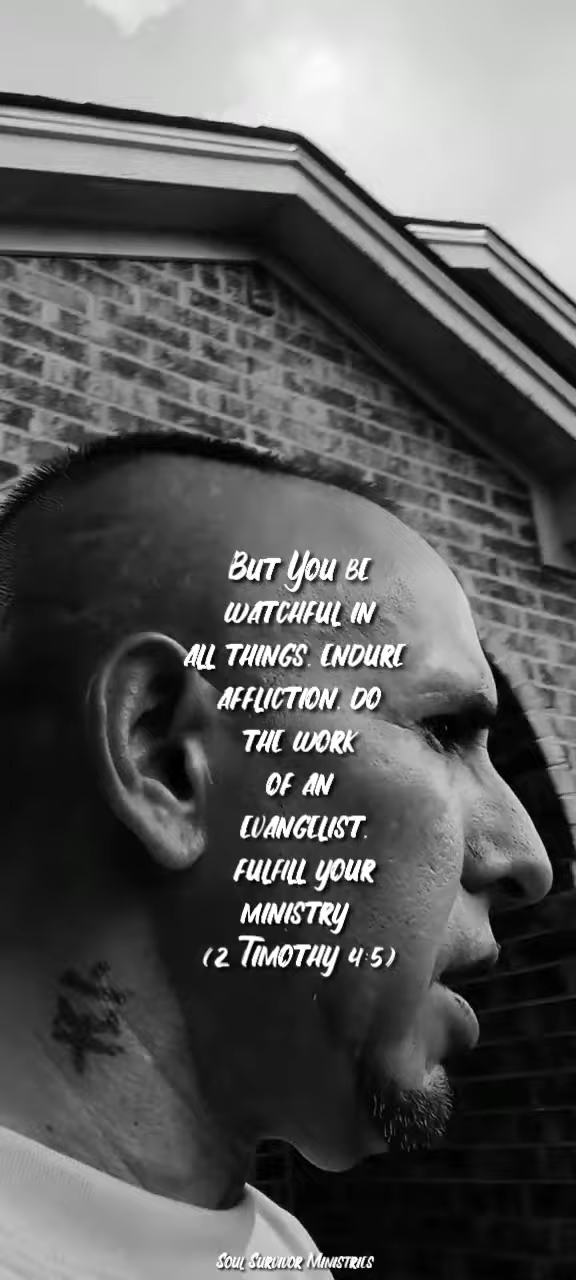 But You be
watchful in
all things. Endure
affliction. Do
the work
of an
evangelist.
fulfill your
ministry
(2 Timothy 4:5)
Soul Survivor Ministries